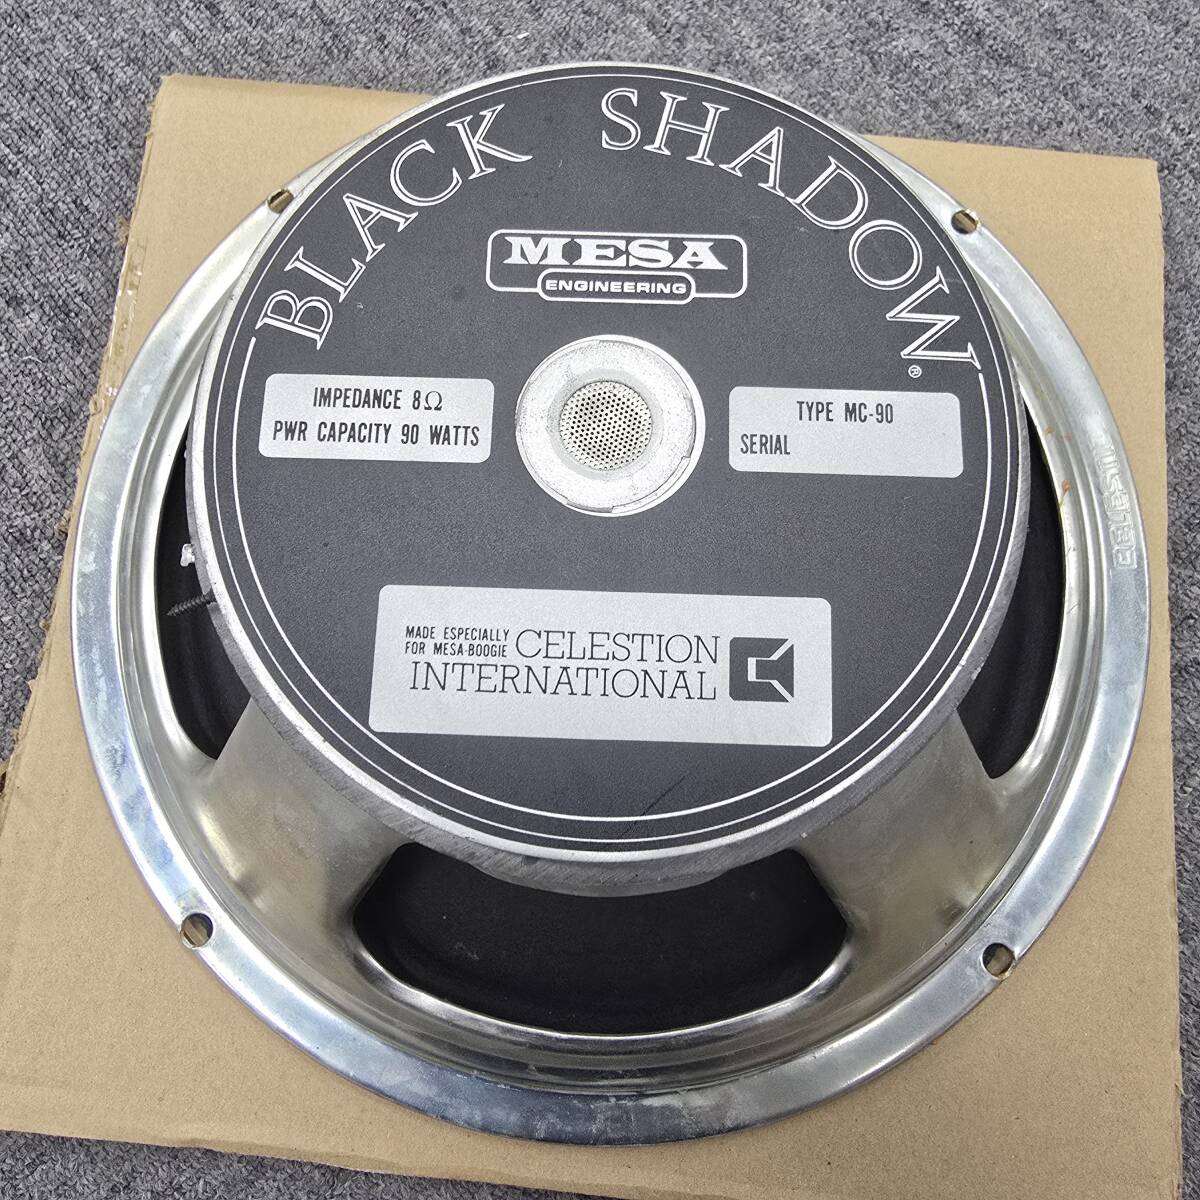 BLACK SHADOW
®
MESA
ENGINEERING
IMPEDANCE 8Ω
PWR CAPACITY 90 WATTS
TYPE MC-90
SERIAL
MADE ESPECIALLY
FOR MESA-BOOGIE
CELESTION
INTERNATIONAL
CELESTION